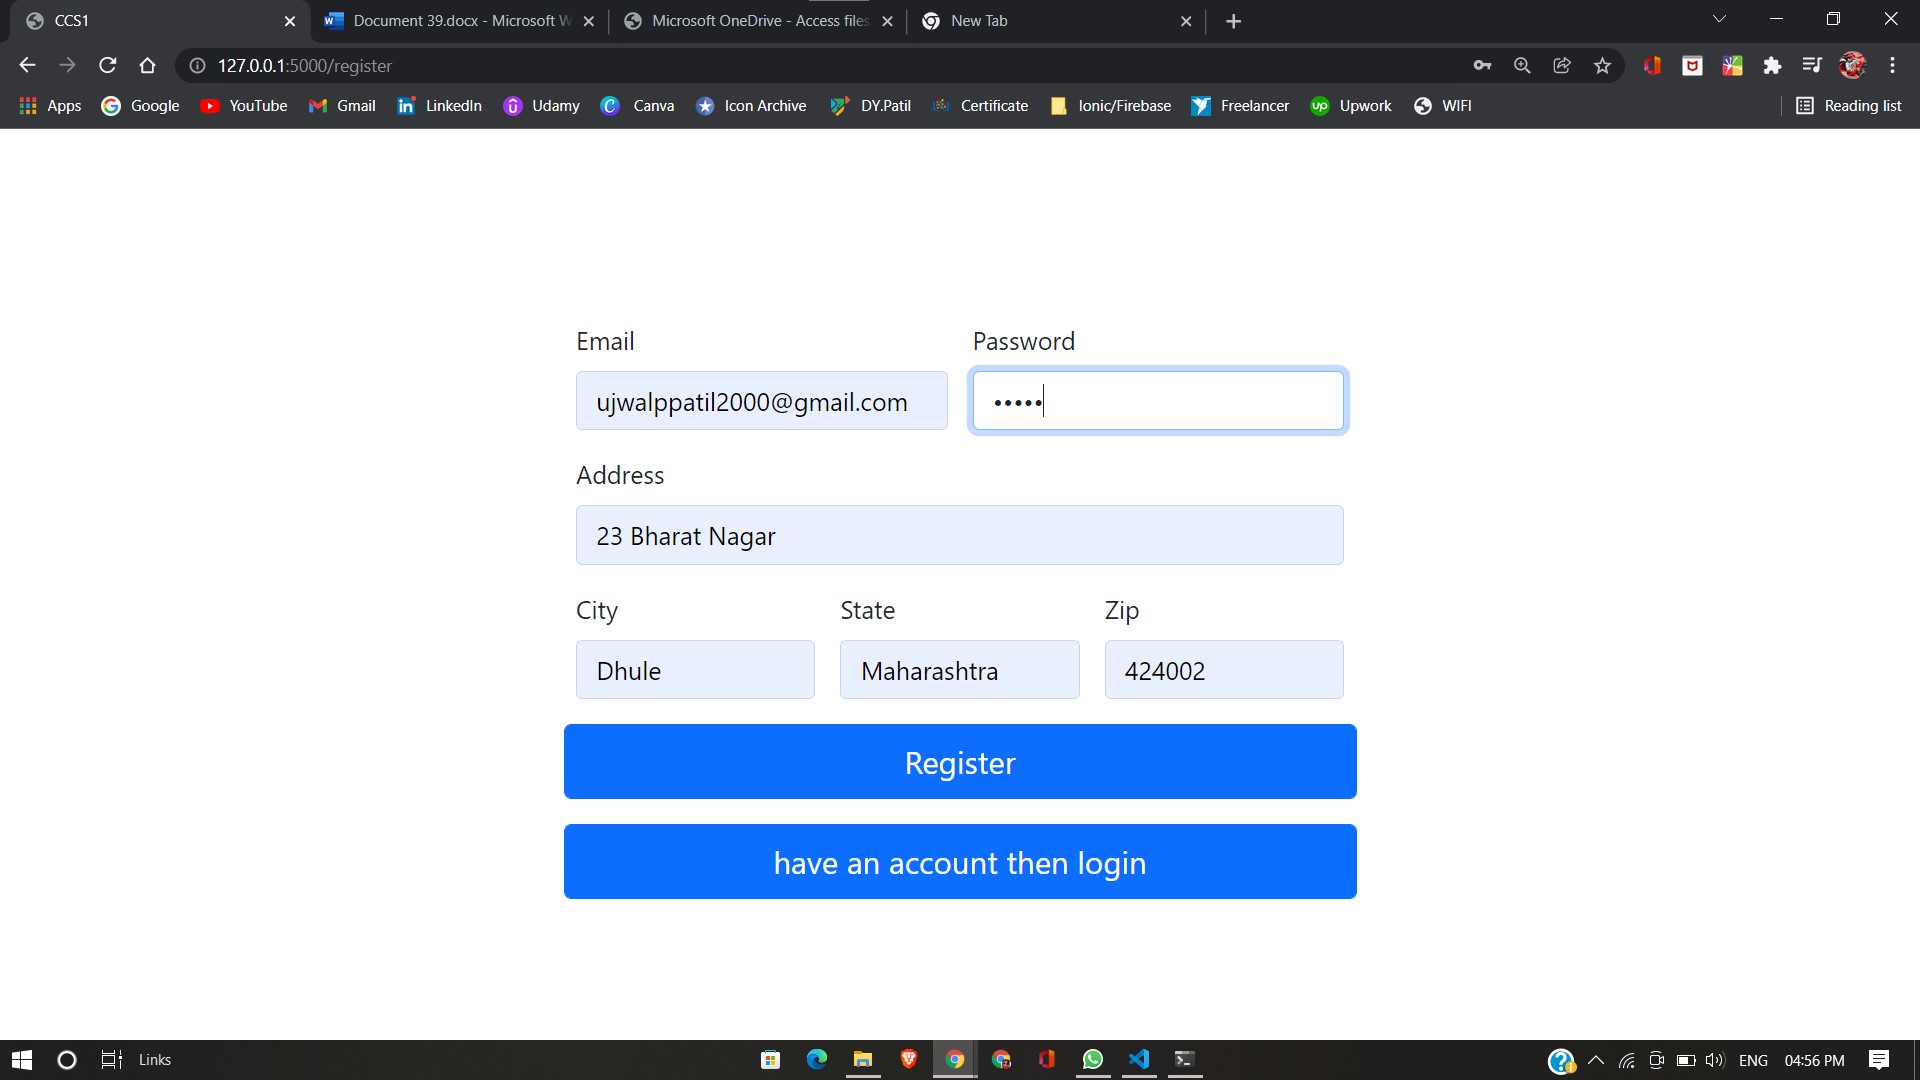 CCS1
Document 39.docx - Microsoft W
Microsoft OneDrive - Access files
New Tab
127.0.0.1:5000/register
Apps
Google
YouTube
Gmail
LinkedIn
Udamy
Canva
Icon Archive
DY.Patil
Certificate
Ionic/Firebase
Freelancer
Upwork
WIFI
Reading list
Email
Password
ujwalppatil2000@gmail.com
•••••
Address
23 Bharat Nagar
City
State
Zip
Dhule
Maharashtra
424002
Register
have an account then login
Links
ENG
04:56 PM